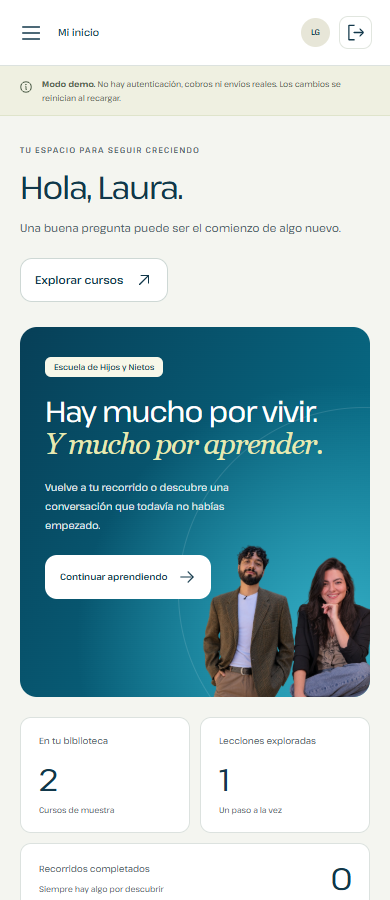 Mi inicio
LG
Modo demo. No hay autenticación, cobros ni envíos reales. Los cambios se
reinician al recargar.
TU ESPACIO PARA SEGUIR CRECIENDO
Hola, Laura.
Una buena pregunta puede ser el comienzo de algo nuevo.
Explorar cursos
Escuela de Hijos y Nietos
Hay mucho por vivir.
Y mucho por aprender.
Vuelve a tu recorrido o descubre una
conversación que todavía no habías
empezado.
Continuar aprendiendo
En tu biblioteca
2
Cursos de muestra
Lecciones exploradas
1
Un paso a la vez
Recorridos completados
0
Siempre hay algo por descubrir